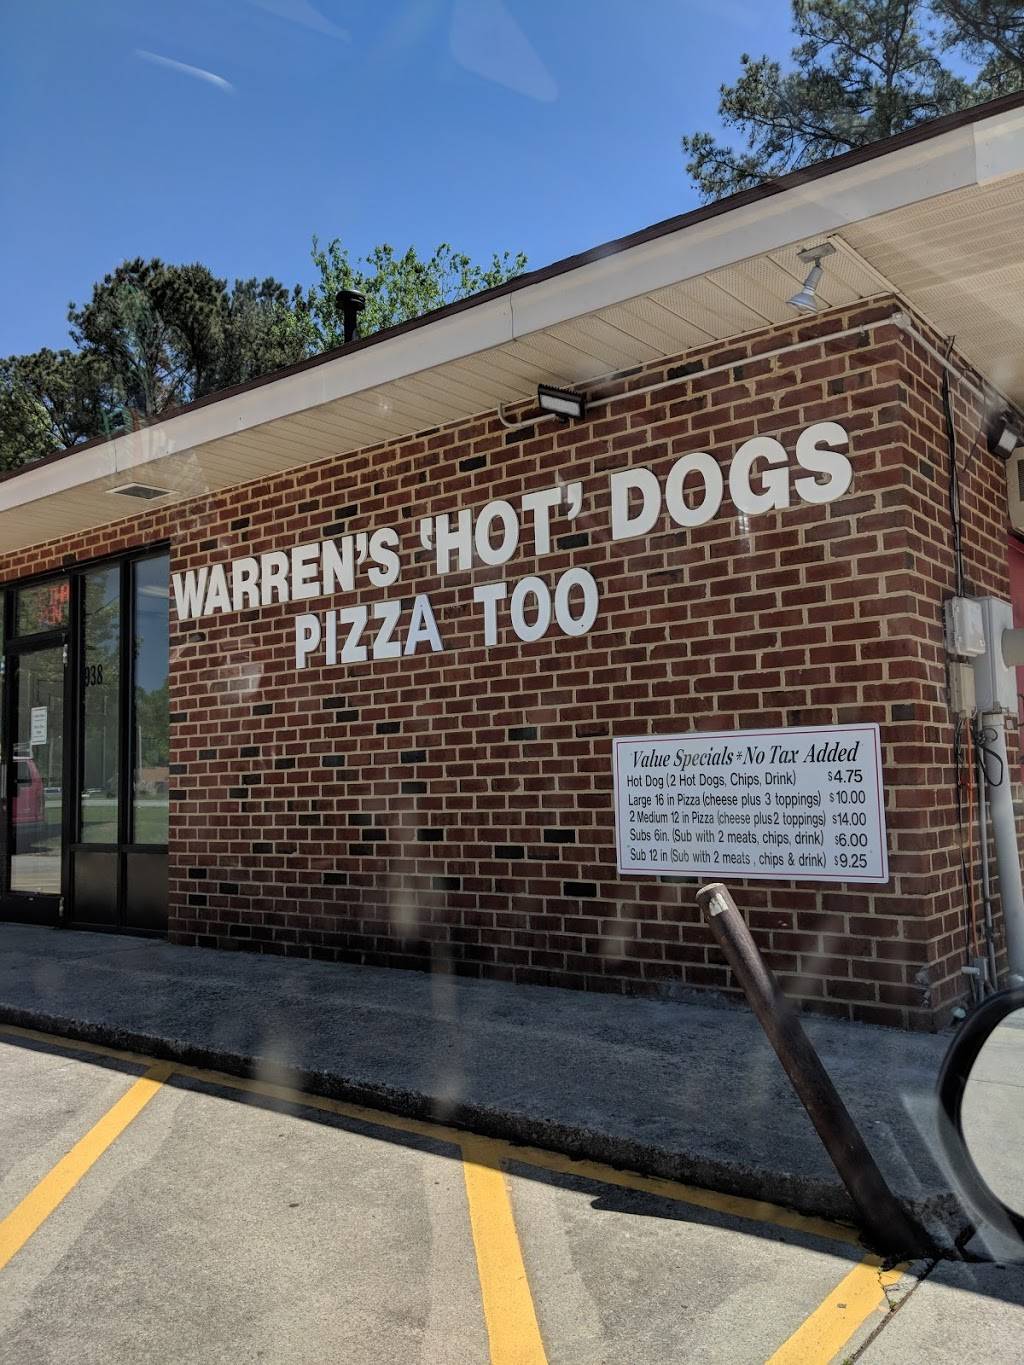 WARREN'S 'HOT' DOGS
PIZZA TOO
938
Value Specials * No Tax Added
Hot Dog (2 Hot Dogs, Chips, Drink) $4.75
Large 16 in Pizza (cheese plus 3 toppings) $10.00
2 Medium 12 in Pizza (cheese plus 2 toppings) $14.00
Subs 6in. (Sub with 2 meats, chips, drink) $6.00
Sub 12 in (Sub with 2 meats, chips & drink) $9.25